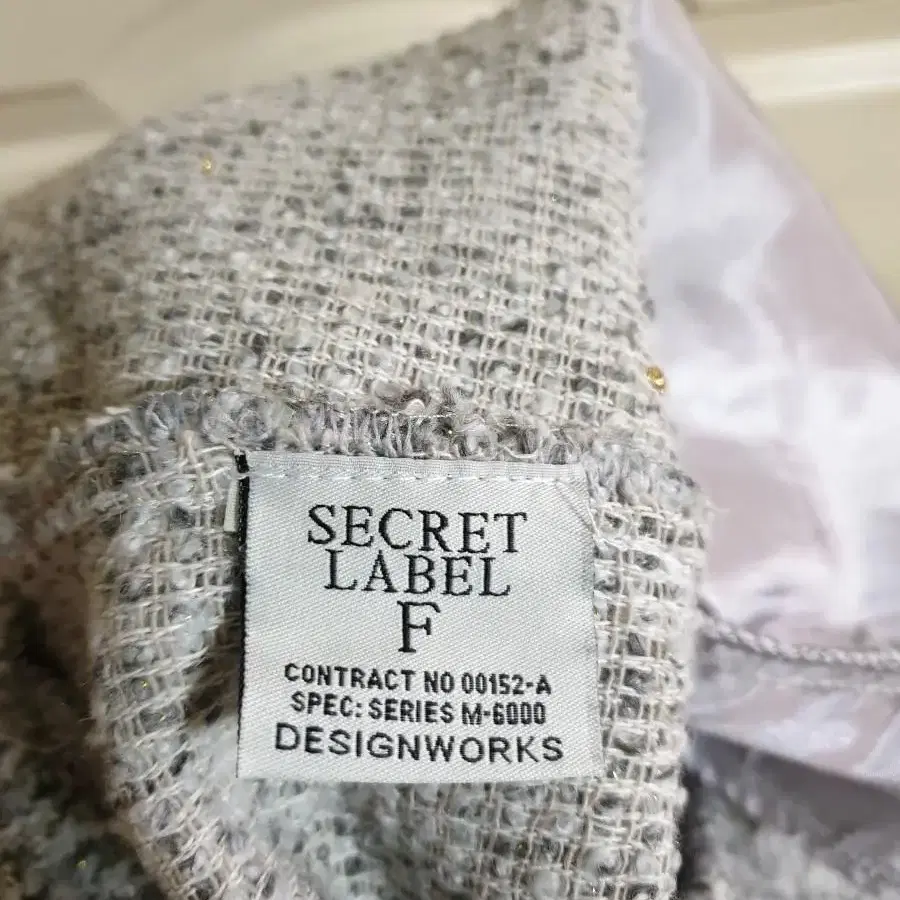 SECRET
LABEL
F
CONTRACT NO 00152-A
SPEC: SERIES M-6000
DESIGNWORKS